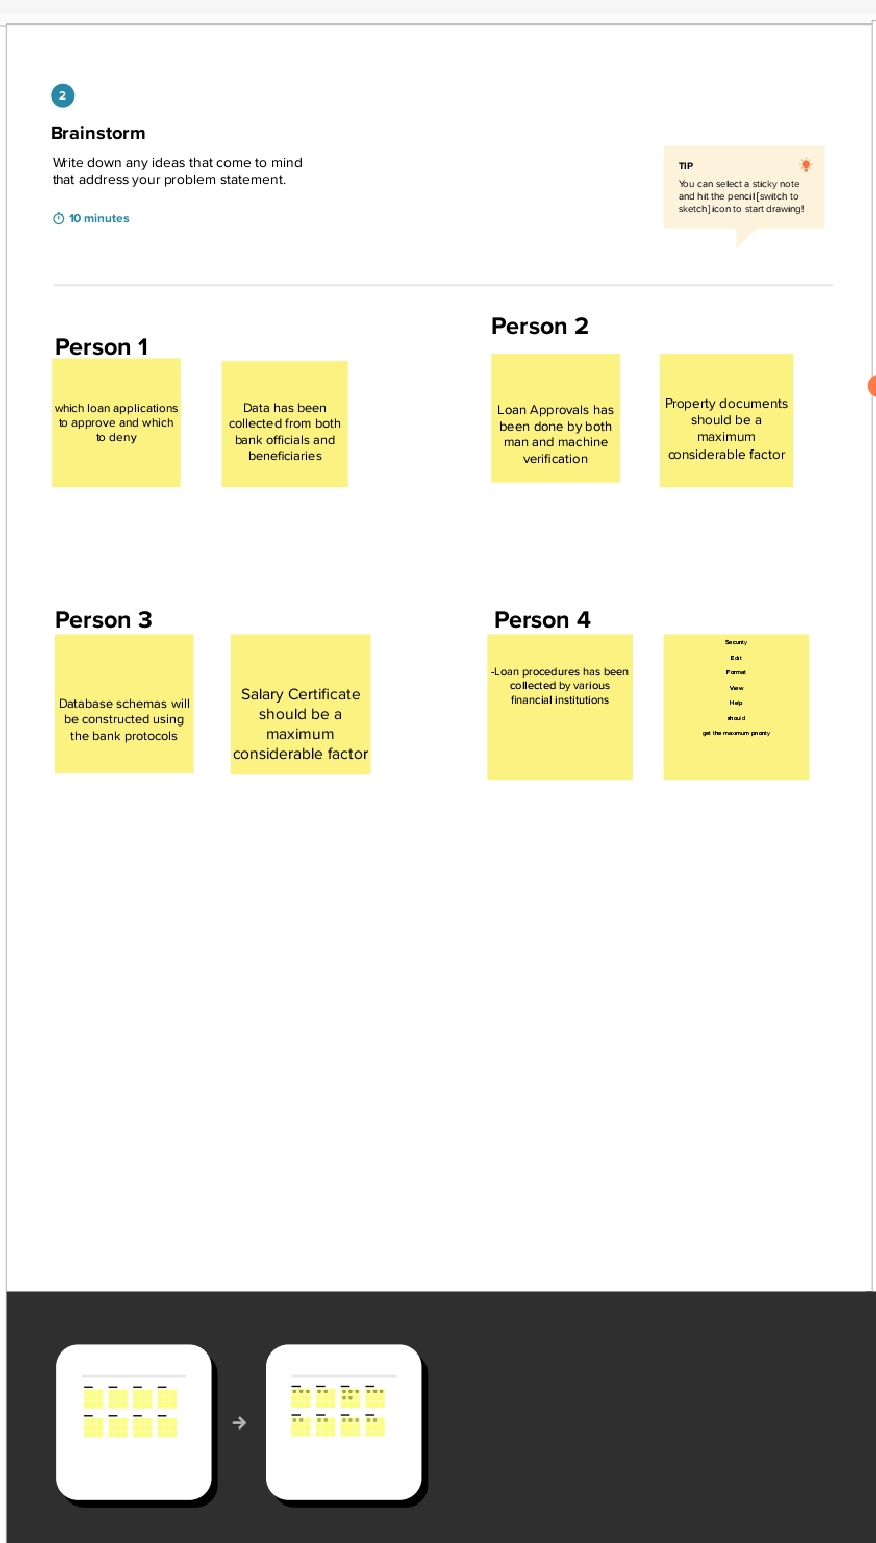 2
Brainstorm
Write down any ideas that come to mind
that address your problem statement.
10 minutes
TIP
You can select a sticky note
and hit the pencil [switch to
sketch] icon to start drawing!
Person 1
which loan applications
to approve and which
to deny
Data has been
collected from both
bank officials and
beneficiaries
Person 2
Loan Approvals has
been done by both
man and machine
verification
Property documents
should be a
maximum
considerable factor
Person 3
Database schemas will
be constructed using
the bank protocols
Salary Certificate
should be a
maximum
considerable factor
Person 4
-Loan procedures has been
collected by various
financial institutions
Security
Edit
Format
View
Help
should
get the maximum priority